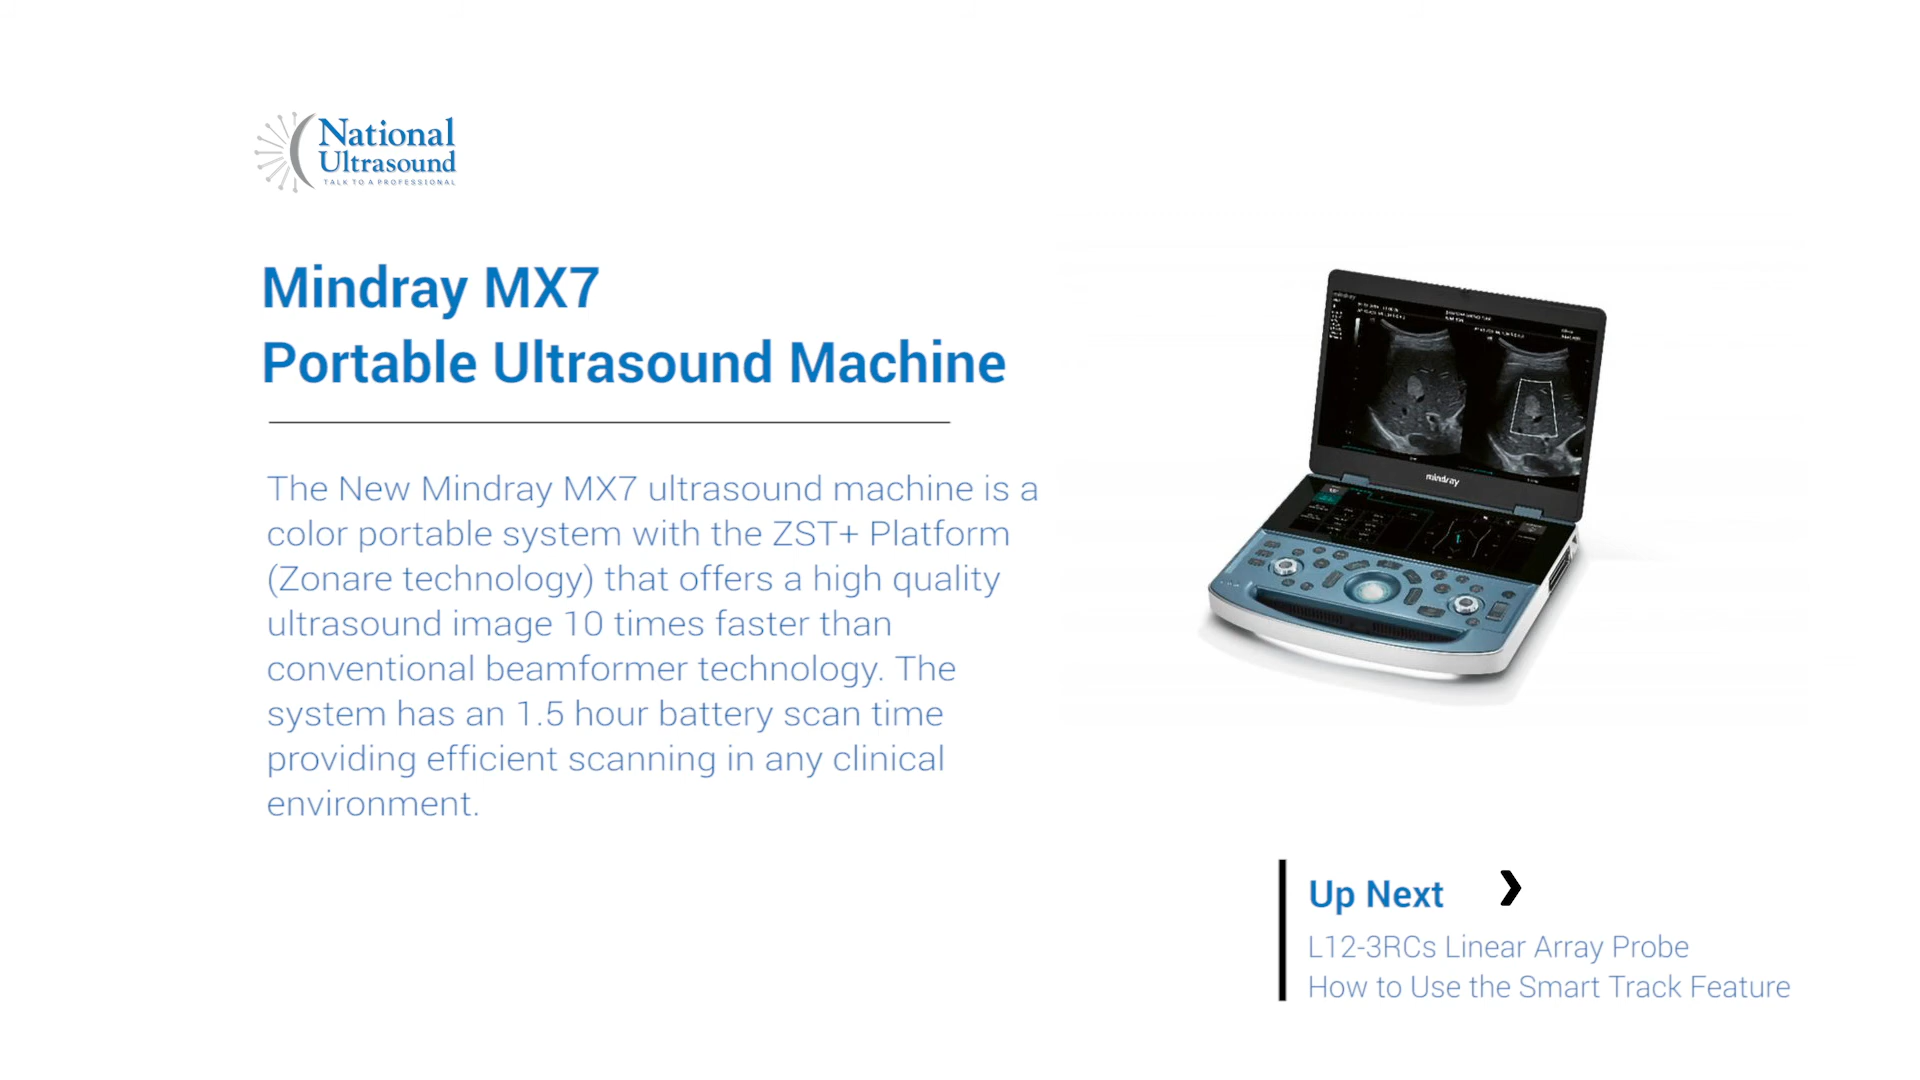 National
Ultrasound
TALK TO A PROFESSIONAL
Mindray MX7
Portable Ultrasound Machine
The New Mindray MX7 ultrasound machine is a
color portable system with the ZST+ Platform
(Zonare technology) that offers a high quality
ultrasound image 10 times faster than
conventional beamformer technology. The
system has an 1.5 hour battery scan time
providing efficient scanning in any clinical
environment.
mindray
mindray
Up Next
L12-3RCs Linear Array Probe
How to Use the Smart Track Feature